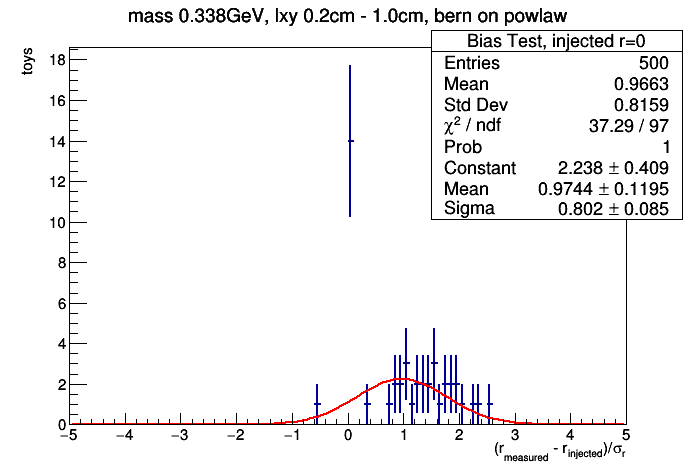 mass 0.338GeV, lxy 0.2cm - 1.0cm, bern on powlaw
Bias Test, injected r=0
Entries 500
Mean 0.9663
Std Dev 0.8159
χ² / ndf 37.29 / 97
Prob 1
Constant 2.238 ± 0.409
Mean 0.9744 ± 0.1195
Sigma 0.802 ± 0.085
toys
18
16
14
12
10
8
6
4
2
0
−5 −4 −3 −2 −1 0 1 2 3 4 5
(r_measured - r_injected)/σ_r